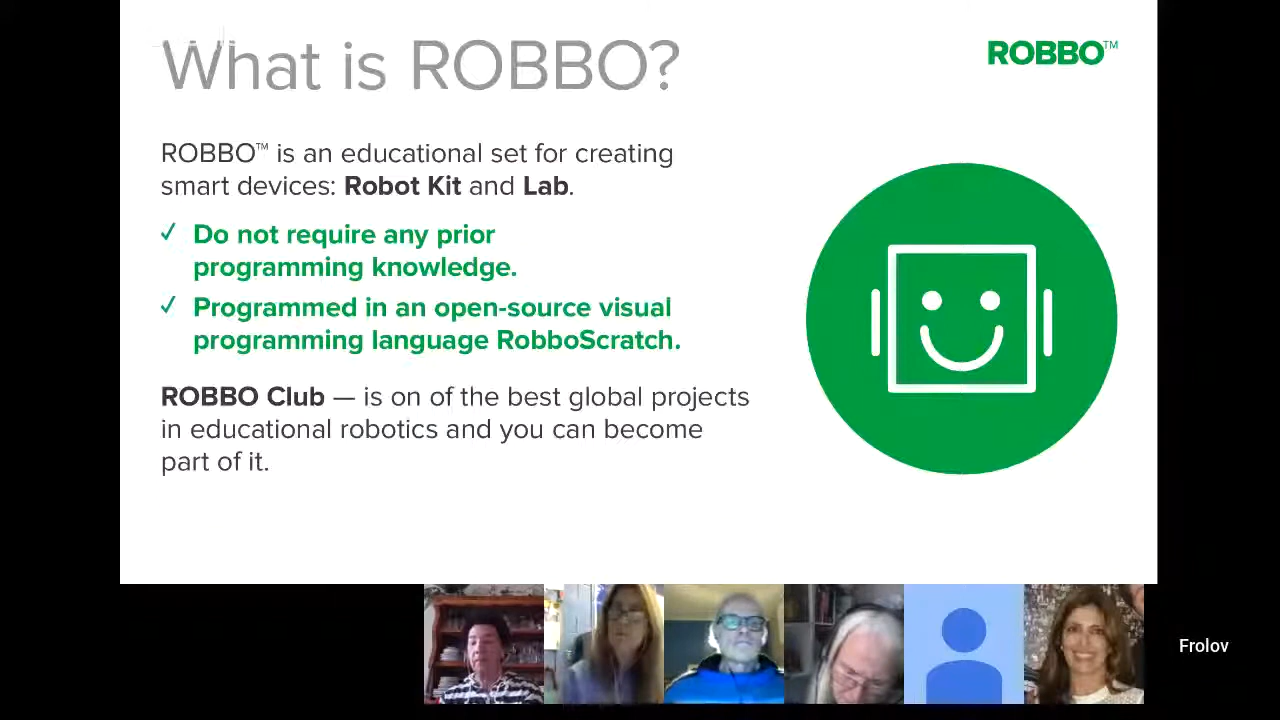 What is ROBBO?
ROBBO™
ROBBO™ is an educational set for creating
smart devices: Robot Kit and Lab.
✓ Do not require any prior
programming knowledge.
✓ Programmed in an open-source visual
programming language RobboScratch.
ROBBO Club — is on of the best global projects
in educational robotics and you can become
part of it.
Frolov